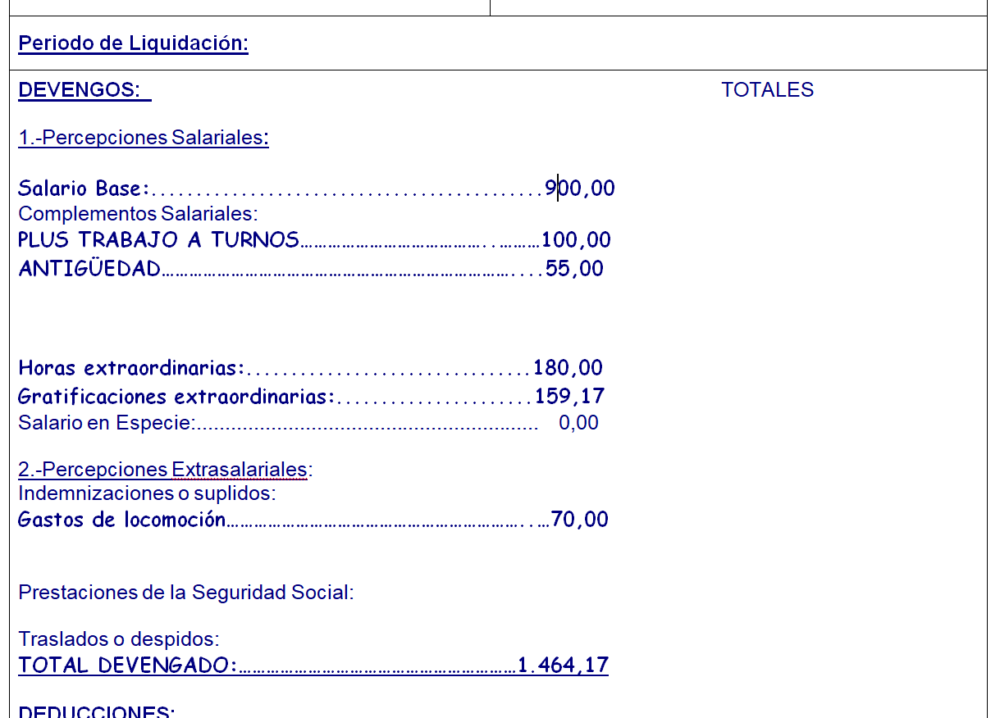 Periodo de Liquidación:
DEVENGOS: TOTALES
1.-Percepciones Salariales:
Salario Base:............................................900,00
Complementos Salariales:
PLUS TRABAJO A TURNOS…………………………………..………100,00
ANTIGÜEDAD…………………………………………………………………....55,00
Horas extraordinarias:................................180,00
Gratificaciones extraordinarias:......................159,17
Salario en Especie:............................................................ 0,00
2.-Percepciones Extrasalariales:
Indemnizaciones o suplidos:
Gastos de locomoción………………………………………………………..…70,00
Prestaciones de la Seguridad Social:
Traslados o despidos:
TOTAL DEVENGADO:……………………………………………………1.464,17
DEDUCCIONES: